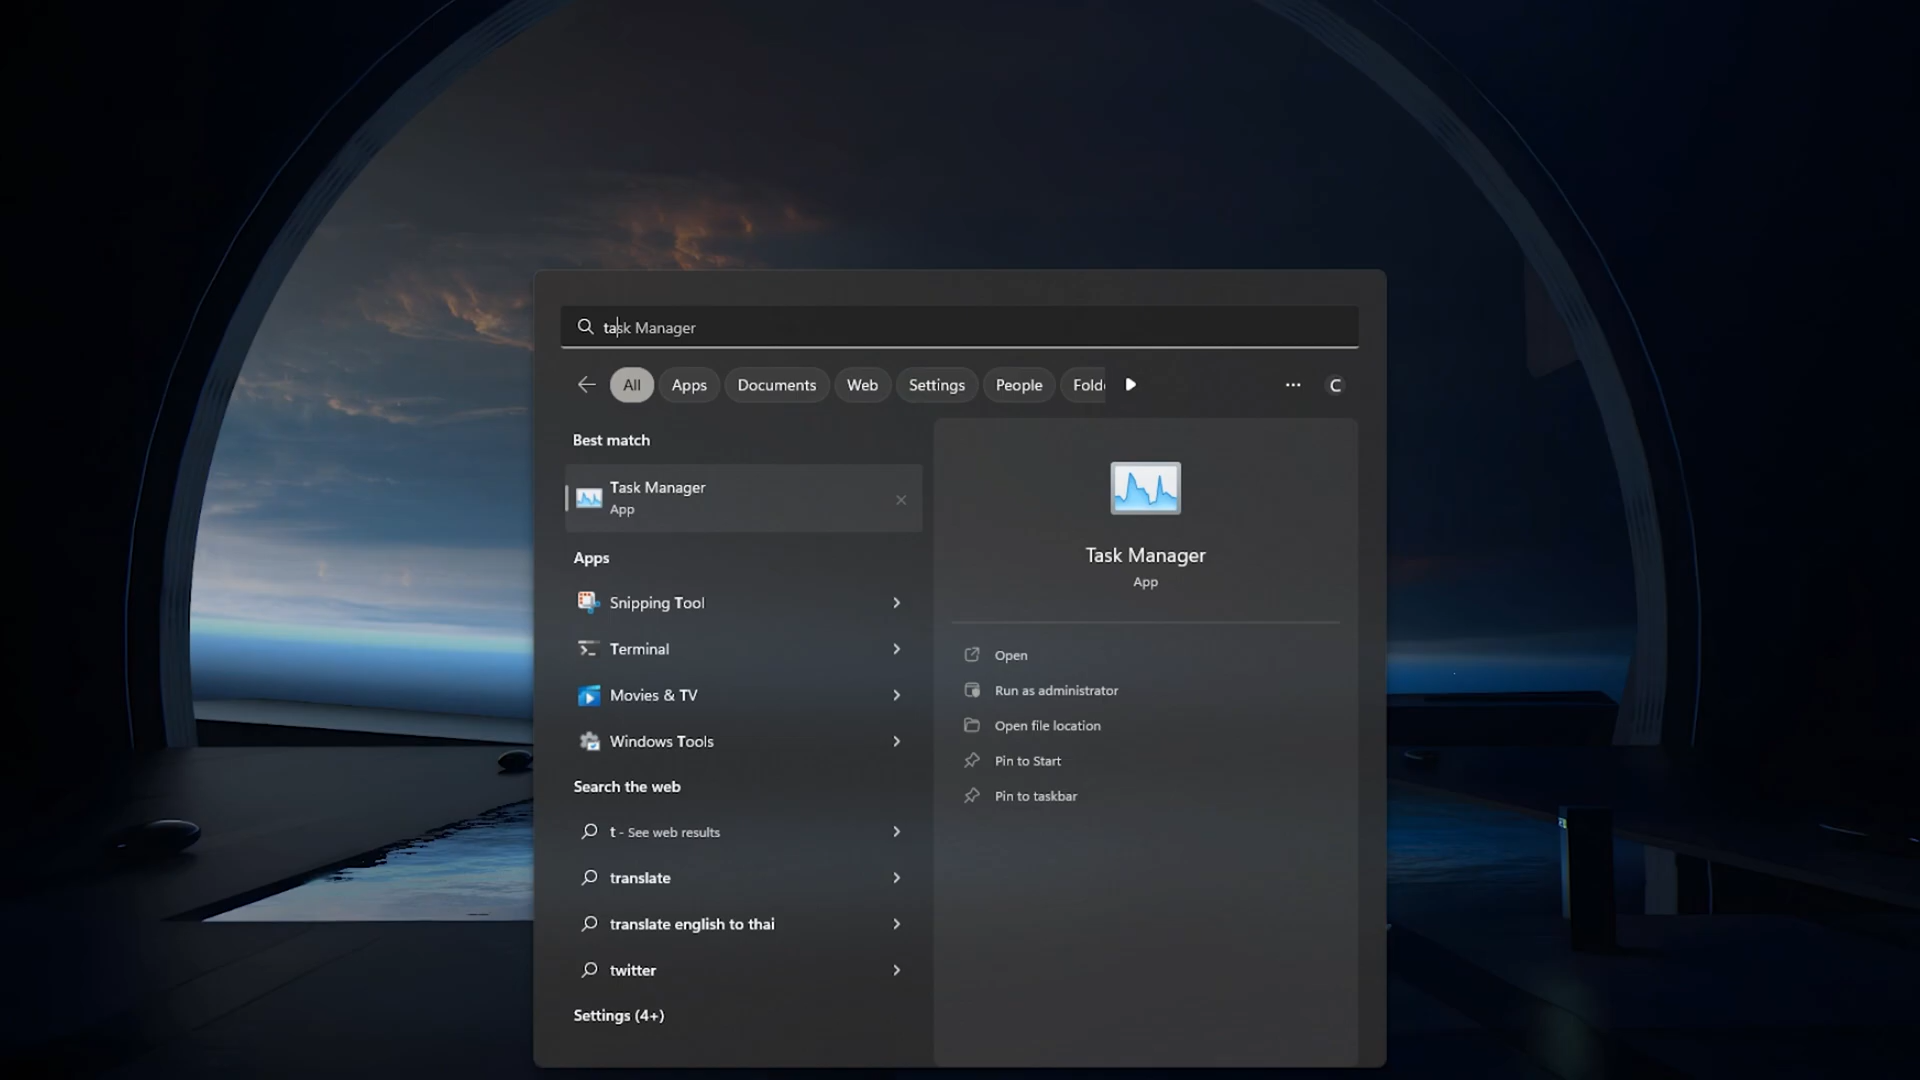 task Manager
All Apps Documents Web Settings People Folde ... C
Best match
Task Manager
App
Apps
Snipping Tool
Terminal
Movies & TV
Windows Tools
Search the web
t - See web results
translate
translate english to thai
twitter
Settings (4+)
Task Manager
App
Open
Run as administrator
Open file location
Pin to Start
Pin to taskbar